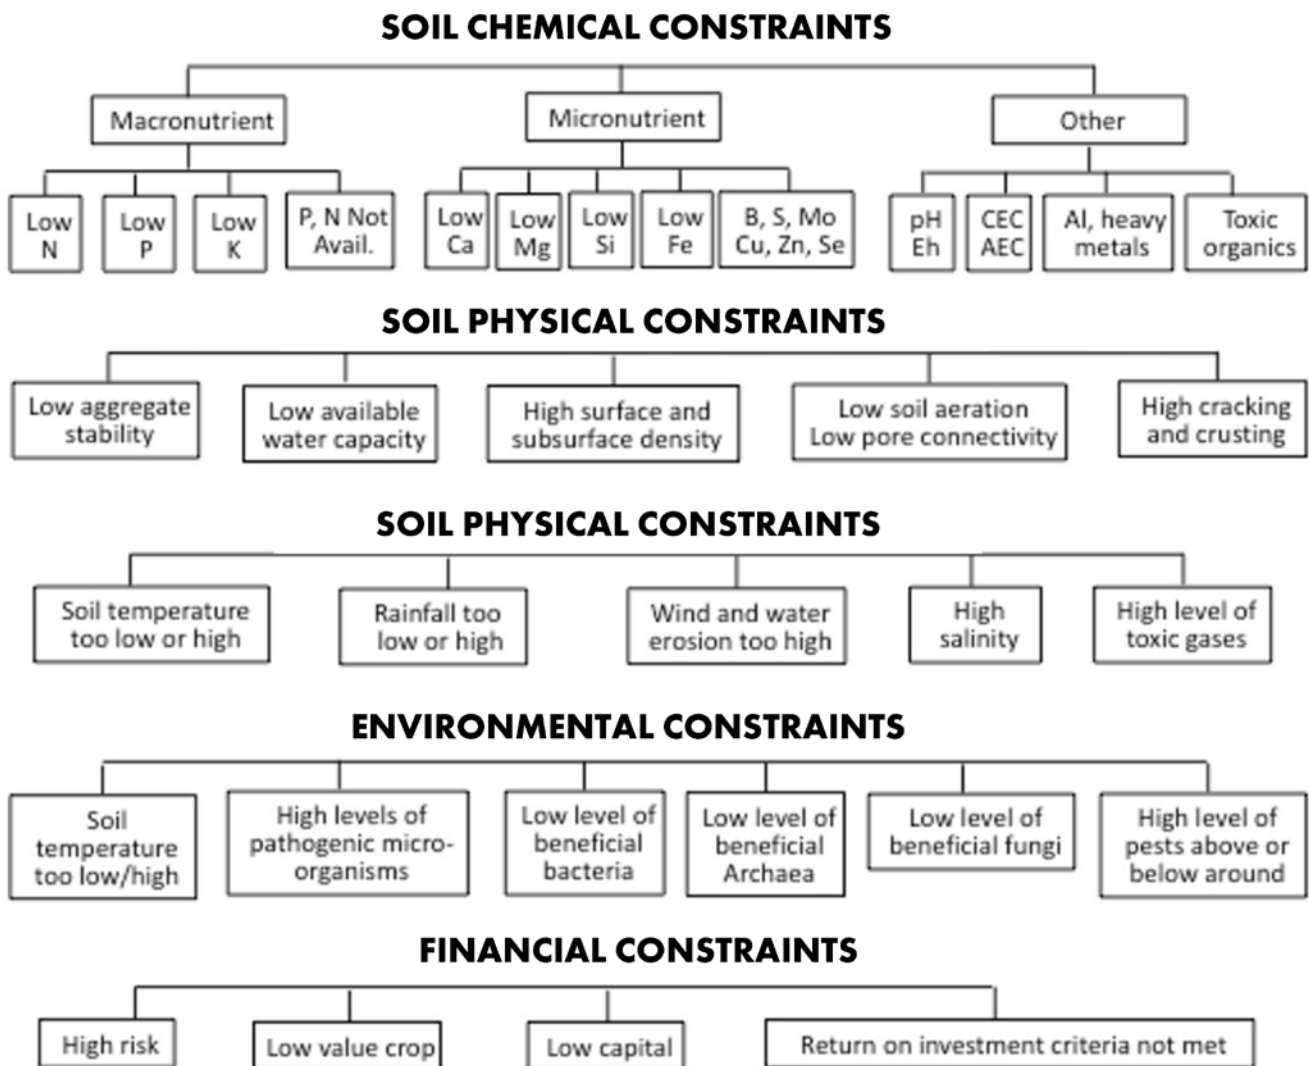 SOIL CHEMICAL CONSTRAINTS
Macronutrient
Micronutrient
Other
Low
N
Low
P
Low
K
P, N Not
Avail.
Low
Ca
Low
Mg
Low
Si
Low
Fe
B, S, Mo
Cu, Zn, Se
pH
Eh
CEC
AEC
Al, heavy
metals
Toxic
organics
SOIL PHYSICAL CONSTRAINTS
Low aggregate
stability
Low available
water capacity
High surface and
subsurface density
Low soil aeration
Low pore connectivity
High cracking
and crusting
SOIL PHYSICAL CONSTRAINTS
Soil temperature
too low or high
Rainfall too
low or high
Wind and water
erosion too high
High
salinity
High level of
toxic gases
ENVIRONMENTAL CONSTRAINTS
Soil
temperature
too low/high
High levels of
pathogenic micro-
organisms
Low level of
beneficial
bacteria
Low level of
beneficial
Archaea
Low level of
beneficial fungi
High level of
pests above or
below around
FINANCIAL CONSTRAINTS
High risk
Low value crop
Low capital
Return on investment criteria not met